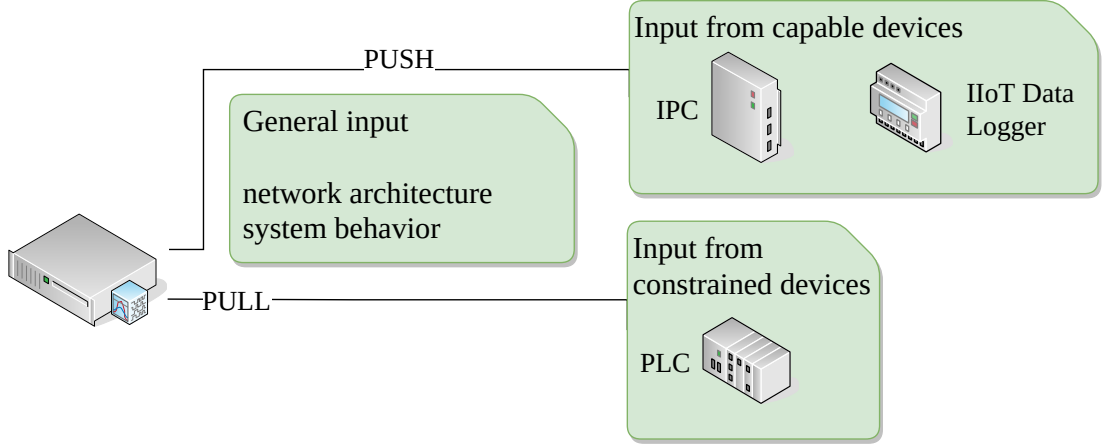 Input from capable devices
PUSH
IPC
IIoT Data
Logger
General input
network architecture
system behavior
Input from
constrained devices
PULL
PLC